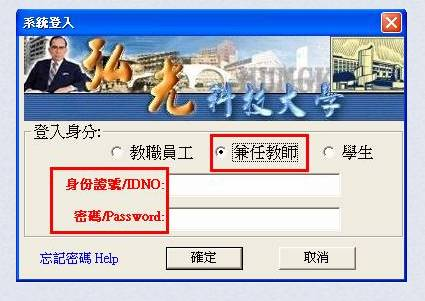 系統登入
弘光科技大學
HUNGK
登入身分:
教職員工 兼任教師 學生
身份證號/IDNO:
密碼/Password:
忘記密碼 Help 確定 取消